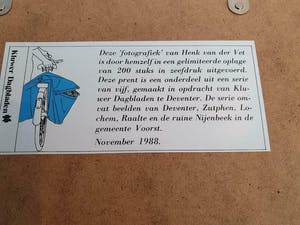 Kluwer Dagbladen
Deze 'fotografiek' van Henk van der Vet
is door hemzelf in een gelimiteerde oplage
van 200 stuks in zeefdruk uitgevoerd.
Deze prent is een onderdeel uit een serie
van vijf, gemaakt in opdracht van Klu-
wer Dagbladen te Deventer. De serie om-
vat beelden van Deventer, Zutphen, Lo-
chem, Raalte en de ruine Nijenbeek in de
gemeente Voorst.
November 1988.